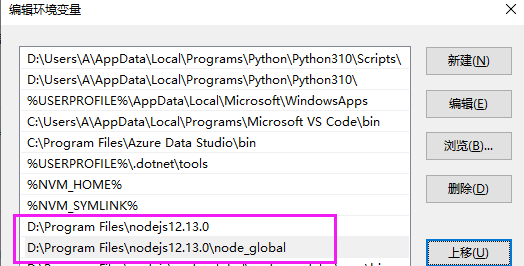 编辑环境变量
D:\Users\A\AppData\Local\Programs\Python\Python310\Scripts\
D:\Users\A\AppData\Local\Programs\Python\Python310\
%USERPROFILE%\AppData\Local\Microsoft\WindowsApps
C:\Users\A\AppData\Local\Programs\Microsoft VS Code\bin
C:\Program Files\Azure Data Studio\bin
%USERPROFILE%\.dotnet\tools
%NVM_HOME%
%NVM_SYMLINK%
D:\Program Files\nodejs12.13.0
D:\Program Files\nodejs12.13.0\node_global
新建(N)
编辑(E)
浏览(B)...
删除(D)
上移(U)